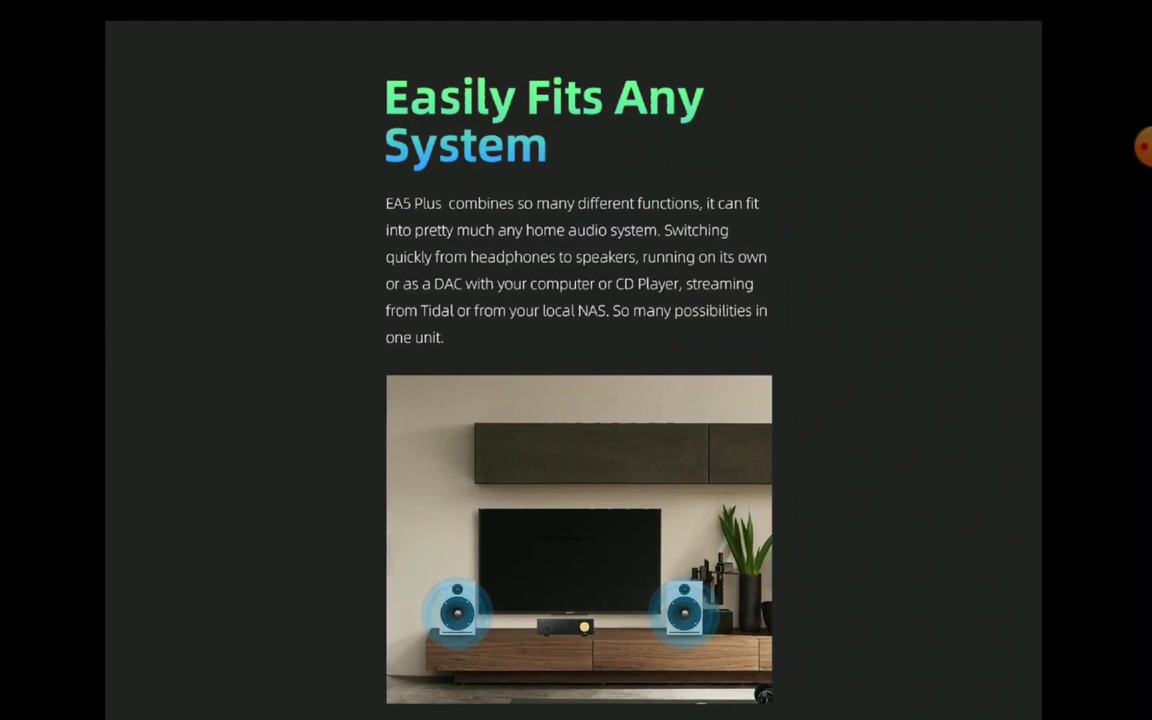 Easily Fits Any
System
EA5 Plus combines so many different functions, it can fit
into pretty much any home audio system. Switching
quickly from headphones to speakers, running on its own
or as a DAC with your computer or CD Player, streaming
from Tidal or from your local NAS. So many possibilities in
one unit.